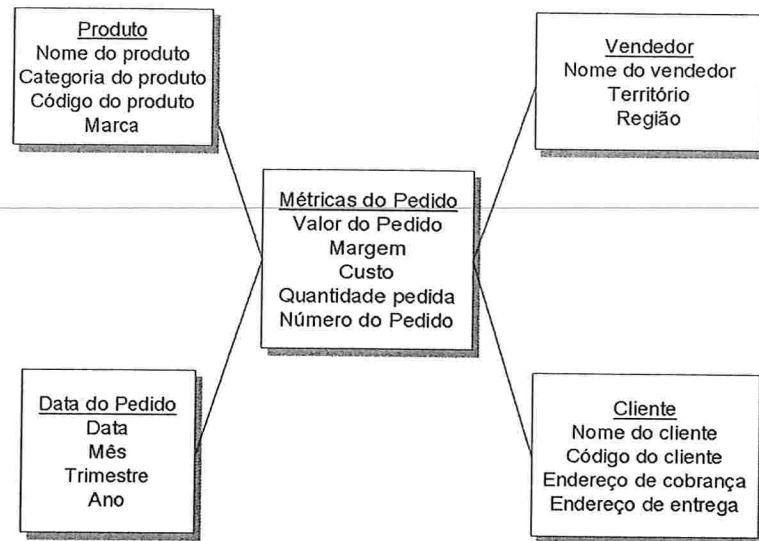 Produto
Nome do produto
Categoria do produto
Código do produto
Marca
Vendedor
Nome do vendedor
Território
Região
Métricas do Pedido
Valor do Pedido
Margem
Custo
Quantidade pedida
Número do Pedido
Data do Pedido
Data
Mês
Trimestre
Ano
Cliente
Nome do cliente
Código do cliente
Endereço de cobrança
Endereço de entrega